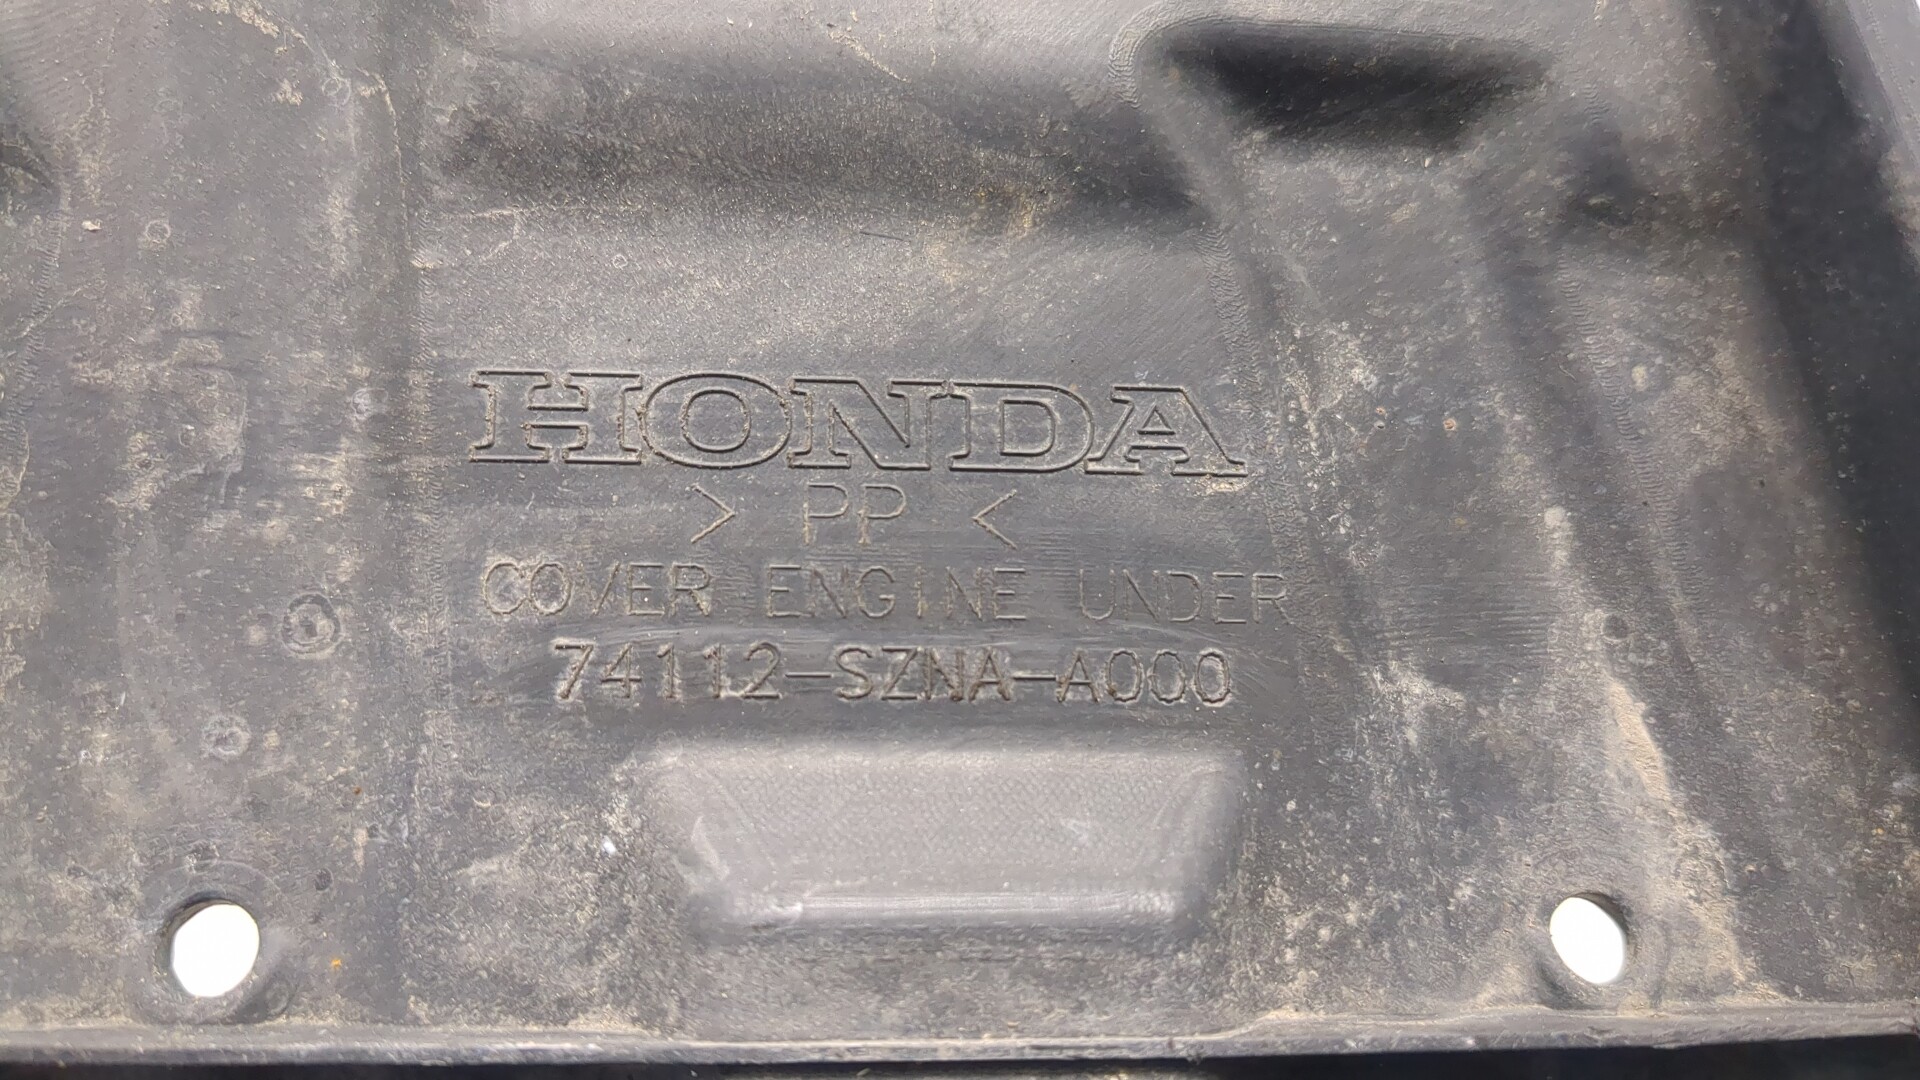 HONDA
> PP <
COVER ENGINE UNDER
74112-SZNA-A000